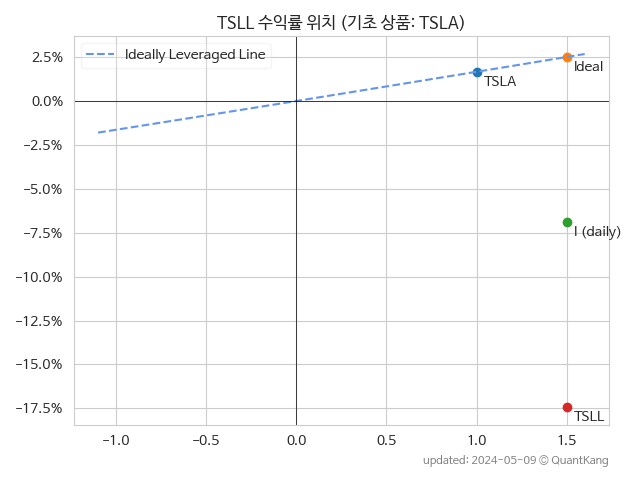 TSLL 수익률 위치 (기초 상품: TSLA)
Ideally Leveraged Line
2.5%
0.0%
−2.5%
−5.0%
−7.5%
−10.0%
−12.5%
−15.0%
−17.5%
Ideal
TSLA
I (daily)
TSLL
−1.0 −0.5 0.0 0.5 1.0 1.5
updated: 2024-05-09 © QuantKang